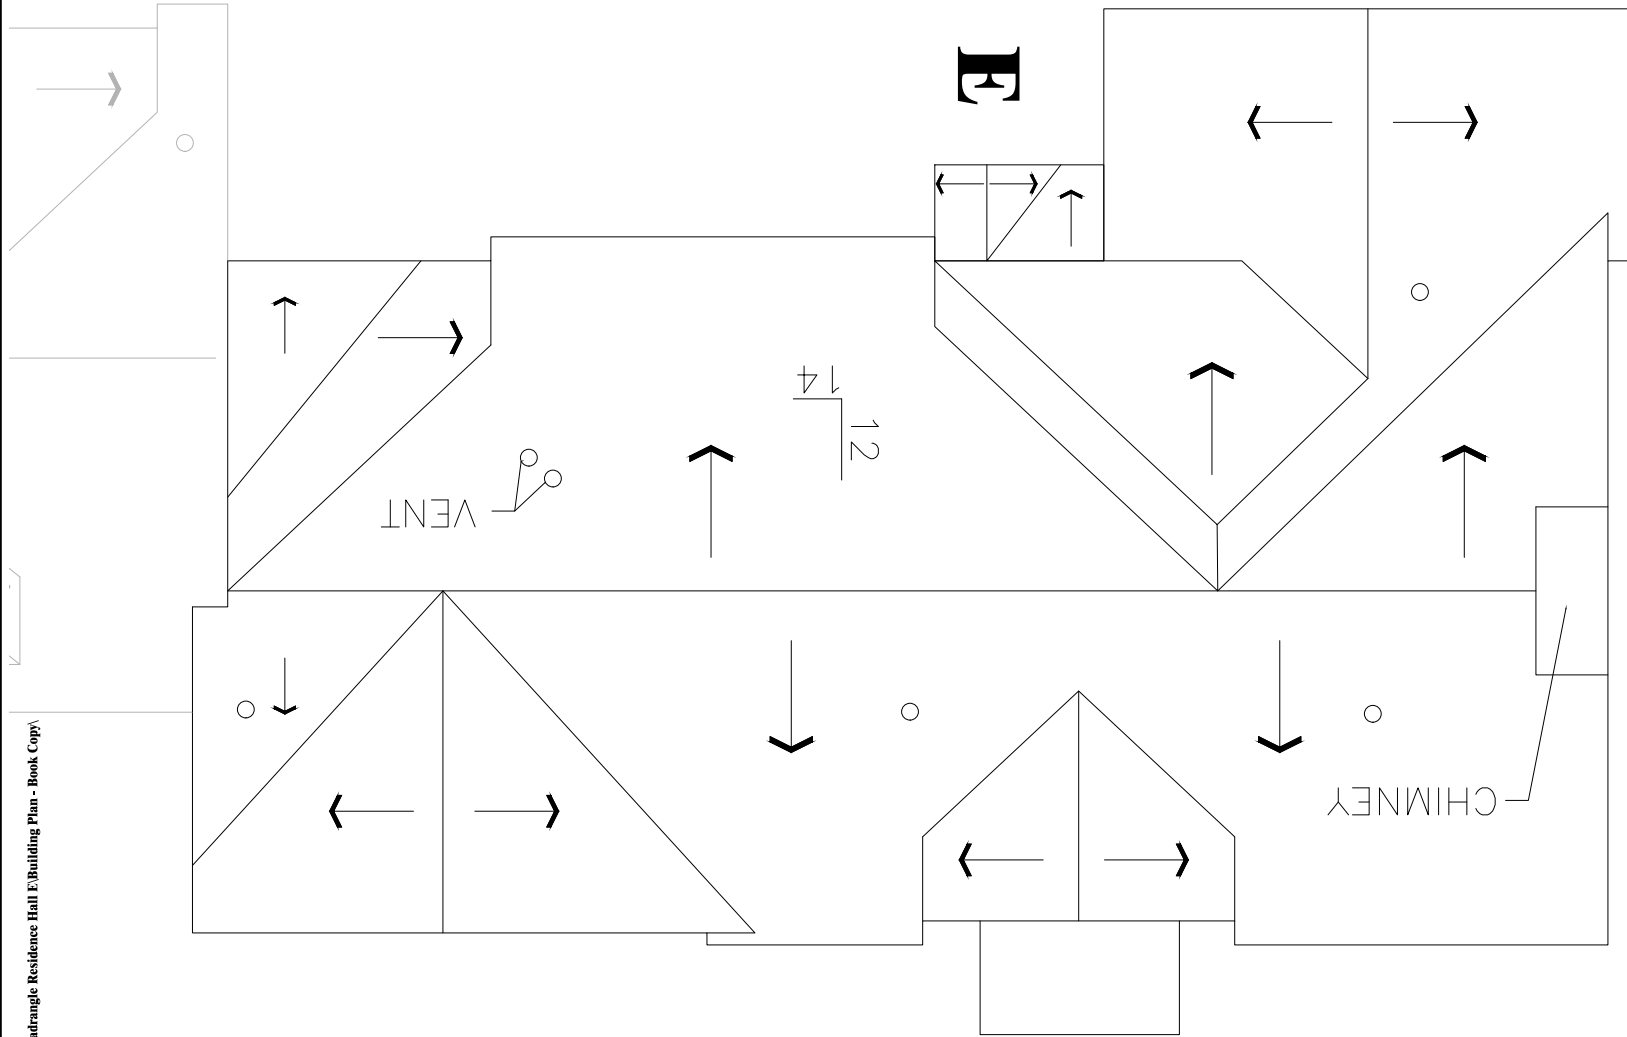 E
14
12
VENT
CHIMNEY
adrangle Residence Hall E\Building Plan - Book Copy\